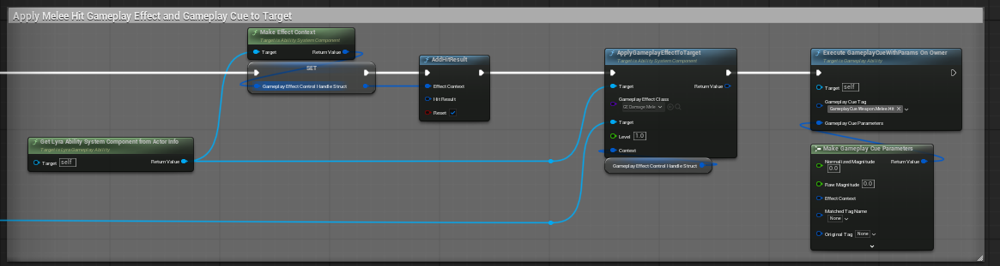 Apply Melee Hit Gameplay Effect and Gameplay Cue to Target
Make Effect Context
Target is Ability System Component
Target
Return Value
SET
Gameplay Effect Control Handle Struct
AddHitResult
Effect Context
Hit Result
Reset
Get Lyra Ability System Component from Actor Info
Target is Lyra Gameplay Ability
Target
self
Return Value
ApplyGameplayEffectToTarget
Target is Ability System Component
Target
Return Value
Gameplay Effect Class
GE Damage Mele
Target
Level
1.0
Context
Gameplay Effect Control Handle Struct
Execute GameplayCueWithParams On Owner
Target is Gameplay Ability
Target
self
Gameplay Cue Tag
GameplayCue.Weapon.Melee.Hit
Gameplay Cue Parameters
Make Gameplay Cue Parameters
Normalized Magnitude
0.0
Return Value
Raw Magnitude
0.0
Effect Context
Matched Tag Name
None
Original Tag
None